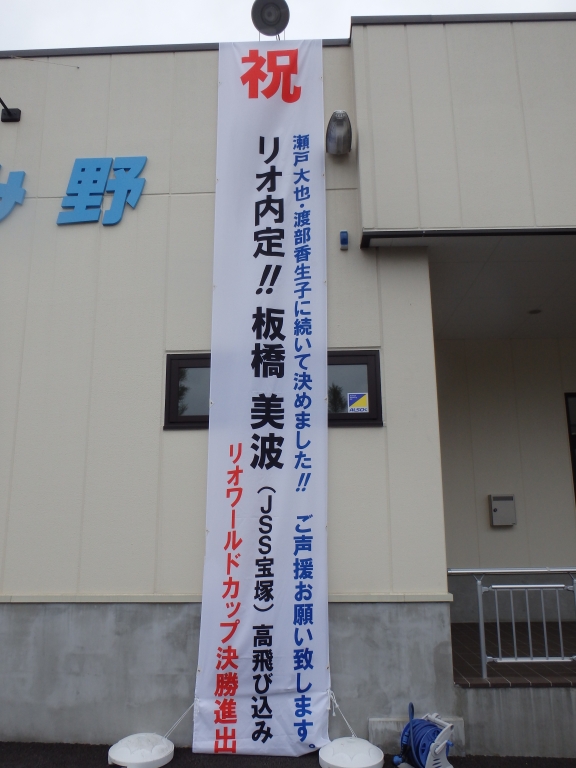 祝
瀬戸大也・渡部香生子に続いて決めました!! ご声援お願い致します。
リオ内定!! 板橋 美波 (JSS宝塚) 高飛び込み
リオワールドカップ決勝進出
野
ALSOK